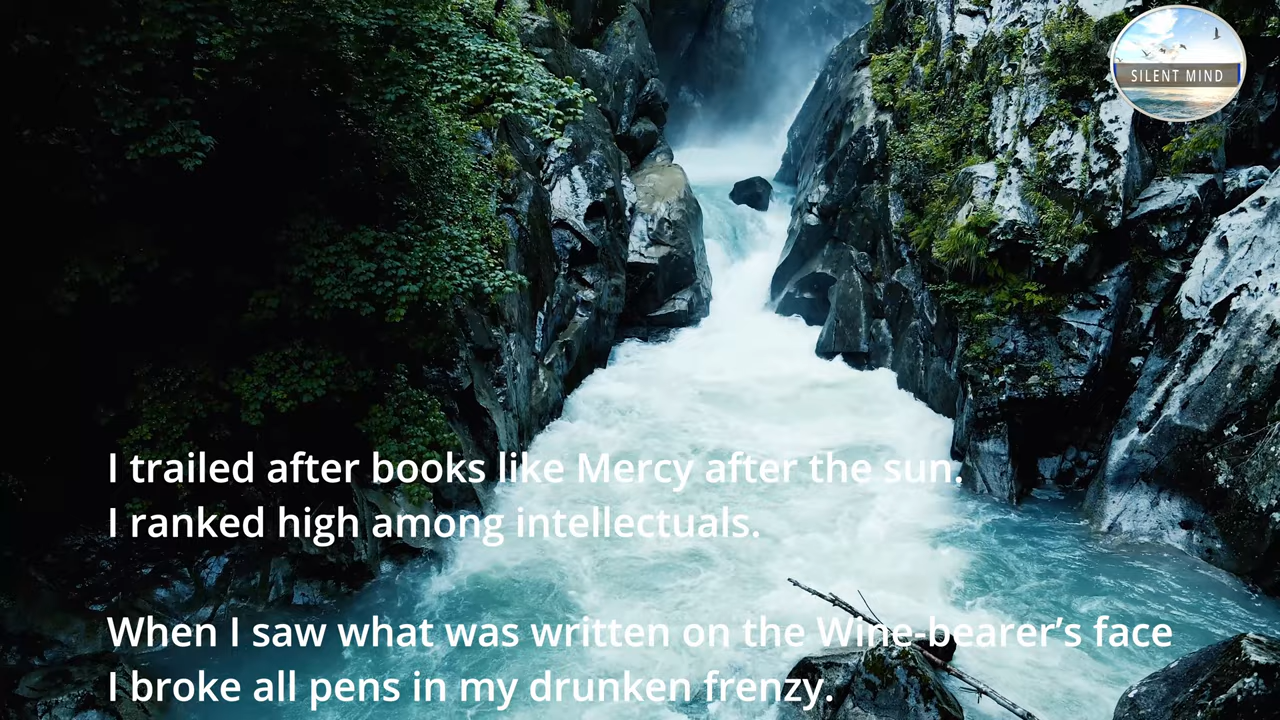 SILENT MIND
I trailed after books like Mercy after the sun.
I ranked high among intellectuals.
When I saw what was written on the Wine-bearer’s face
I broke all pens in my drunken frenzy.